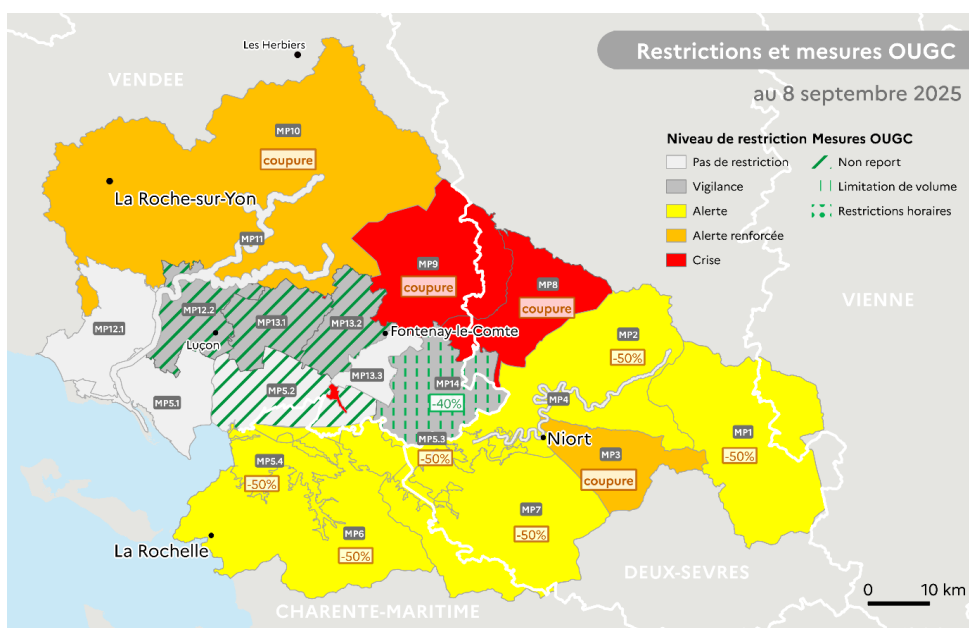 Restrictions et mesures OUGC
au 8 septembre 2025
Niveau de restriction
Pas de restriction
Vigilance
Alerte
Alerte renforcée
Crise
Mesures OUGC
Non report
Limitation de volume
Restrictions horaires
Les Herbiers
VENDEE
MP10
coupure
La Roche-sur-Yon
MP11
MP9
coupure
MP8
coupure
VIENNE
MP12.2
MP13.1
MP13.2
MP12.1
Luçon
Fontenay-le-Comte
MP2
-50%
MP13.3
MP14
-40%
MP5.2
MP5.1
MP4
MP5.3
-50%
Niort
MP1
-50%
MP3
coupure
MP5.4
-50%
MP7
-50%
MP6
-50%
La Rochelle
DEUX-SEVRES
CHARENTE-MARITIME
0 10 km